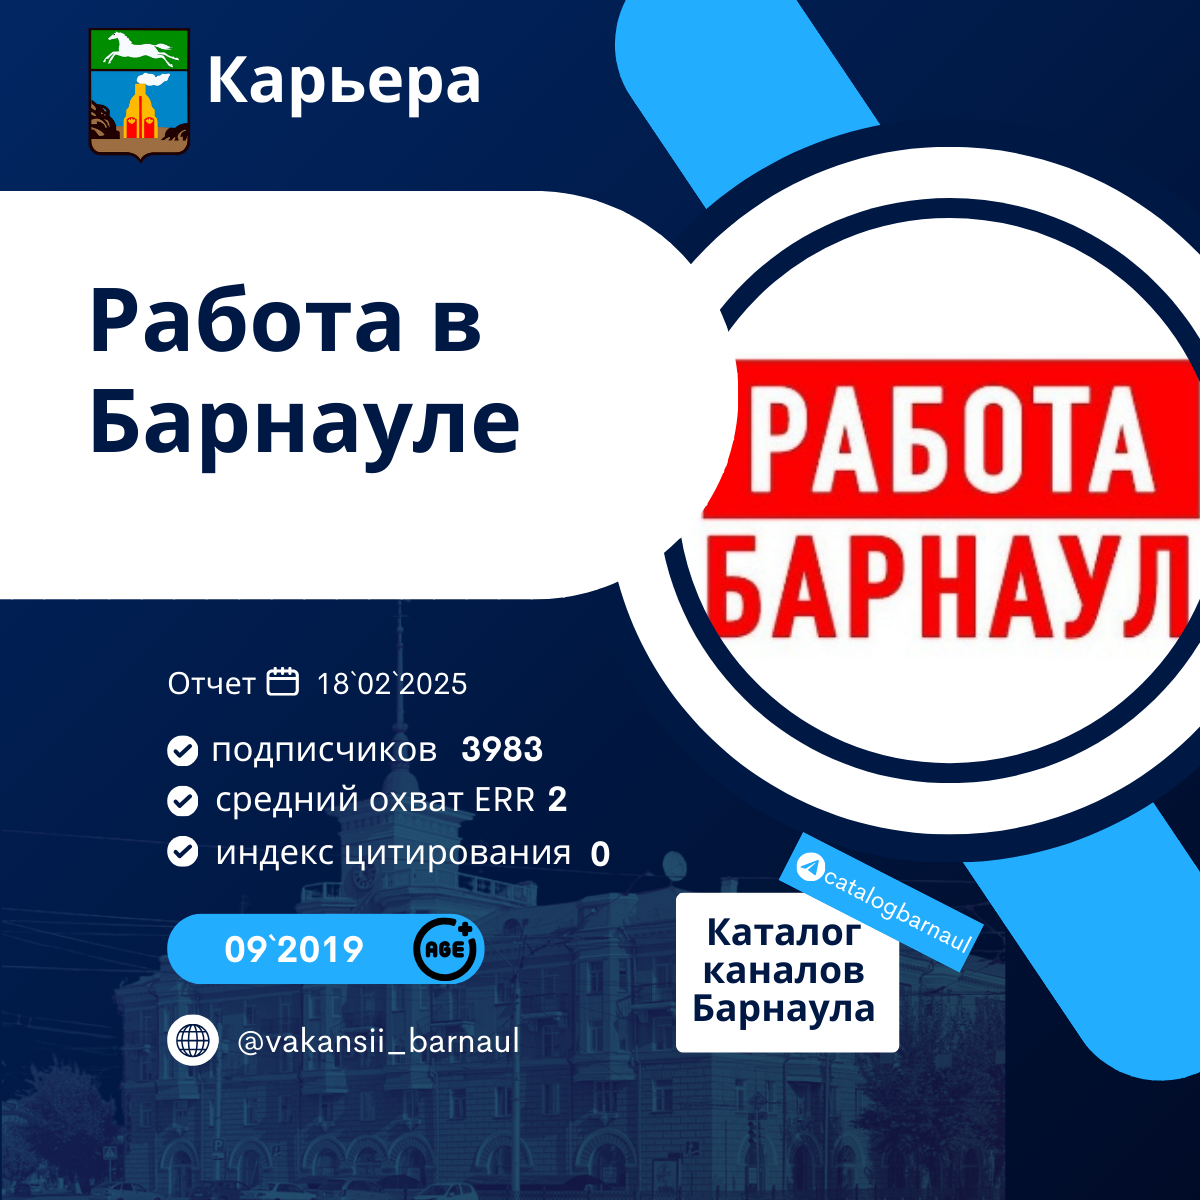 Карьера
Работа в
Барнауле
РАБОТА
БАРНАУЛ
Отчет 18`02`2025
подписчиков 3983
средний охват ERR 2
индекс цитирования 0
09`2019
AGE+
@vakansii_barnaul
catalogbarnaul
Каталог
каналов
Барнаула